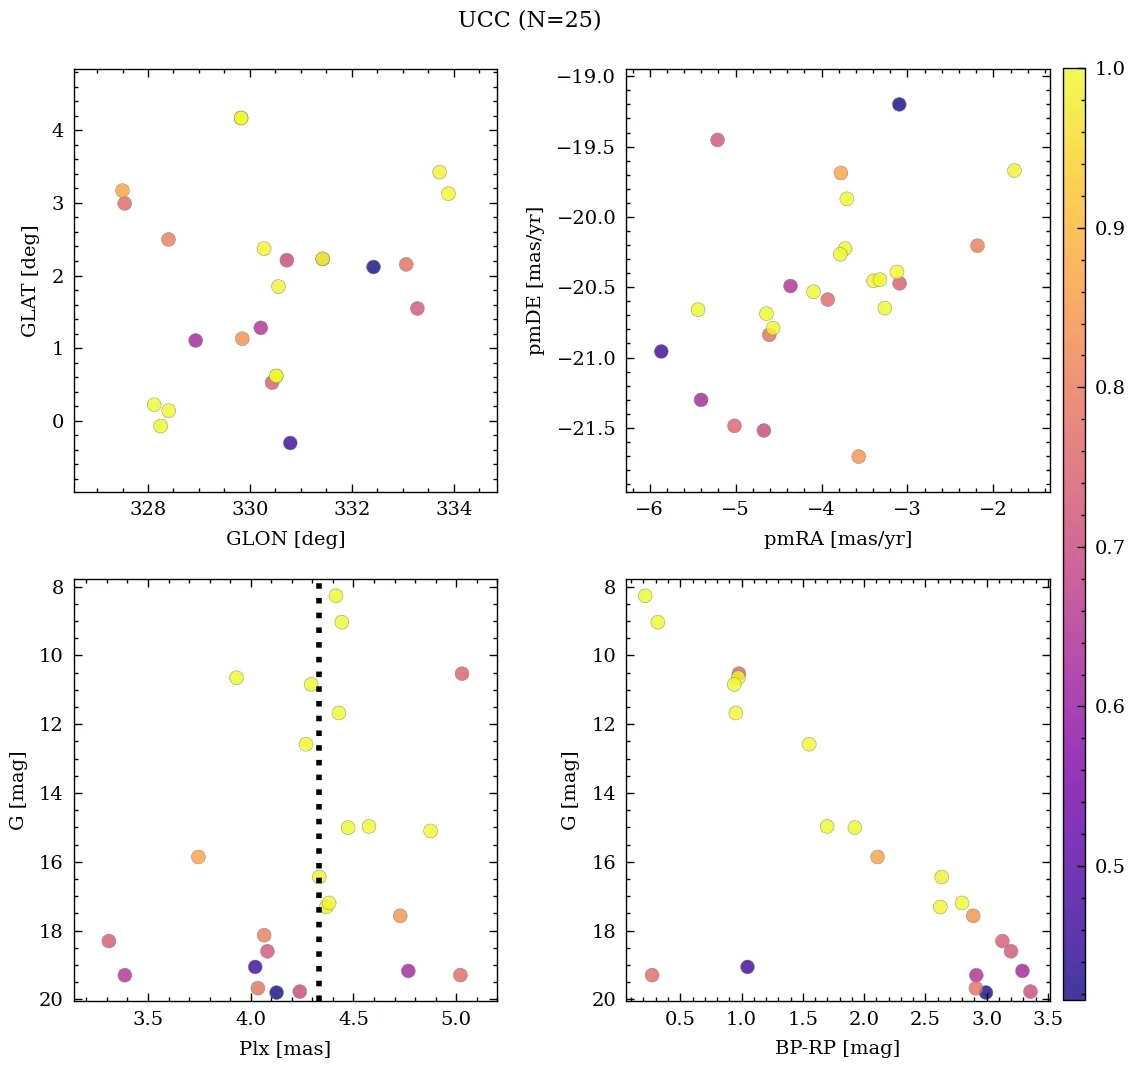 UCC (N=25)
4
3
2
1
0
GLAT [deg]
328 330 332 334
GLON [deg]
−19.0
−19.5
−20.0
−20.5
−21.0
−21.5
pmDE [mas/yr]
−6 −5 −4 −3 −2
pmRA [mas/yr]
8
10
12
14
16
18
20
G [mag]
3.5 4.0 4.5 5.0
Plx [mas]
8
10
12
14
16
18
20
G [mag]
0.5 1.0 1.5 2.0 2.5 3.0 3.5
BP-RP [mag]
1.0
0.9
0.8
0.7
0.6
0.5